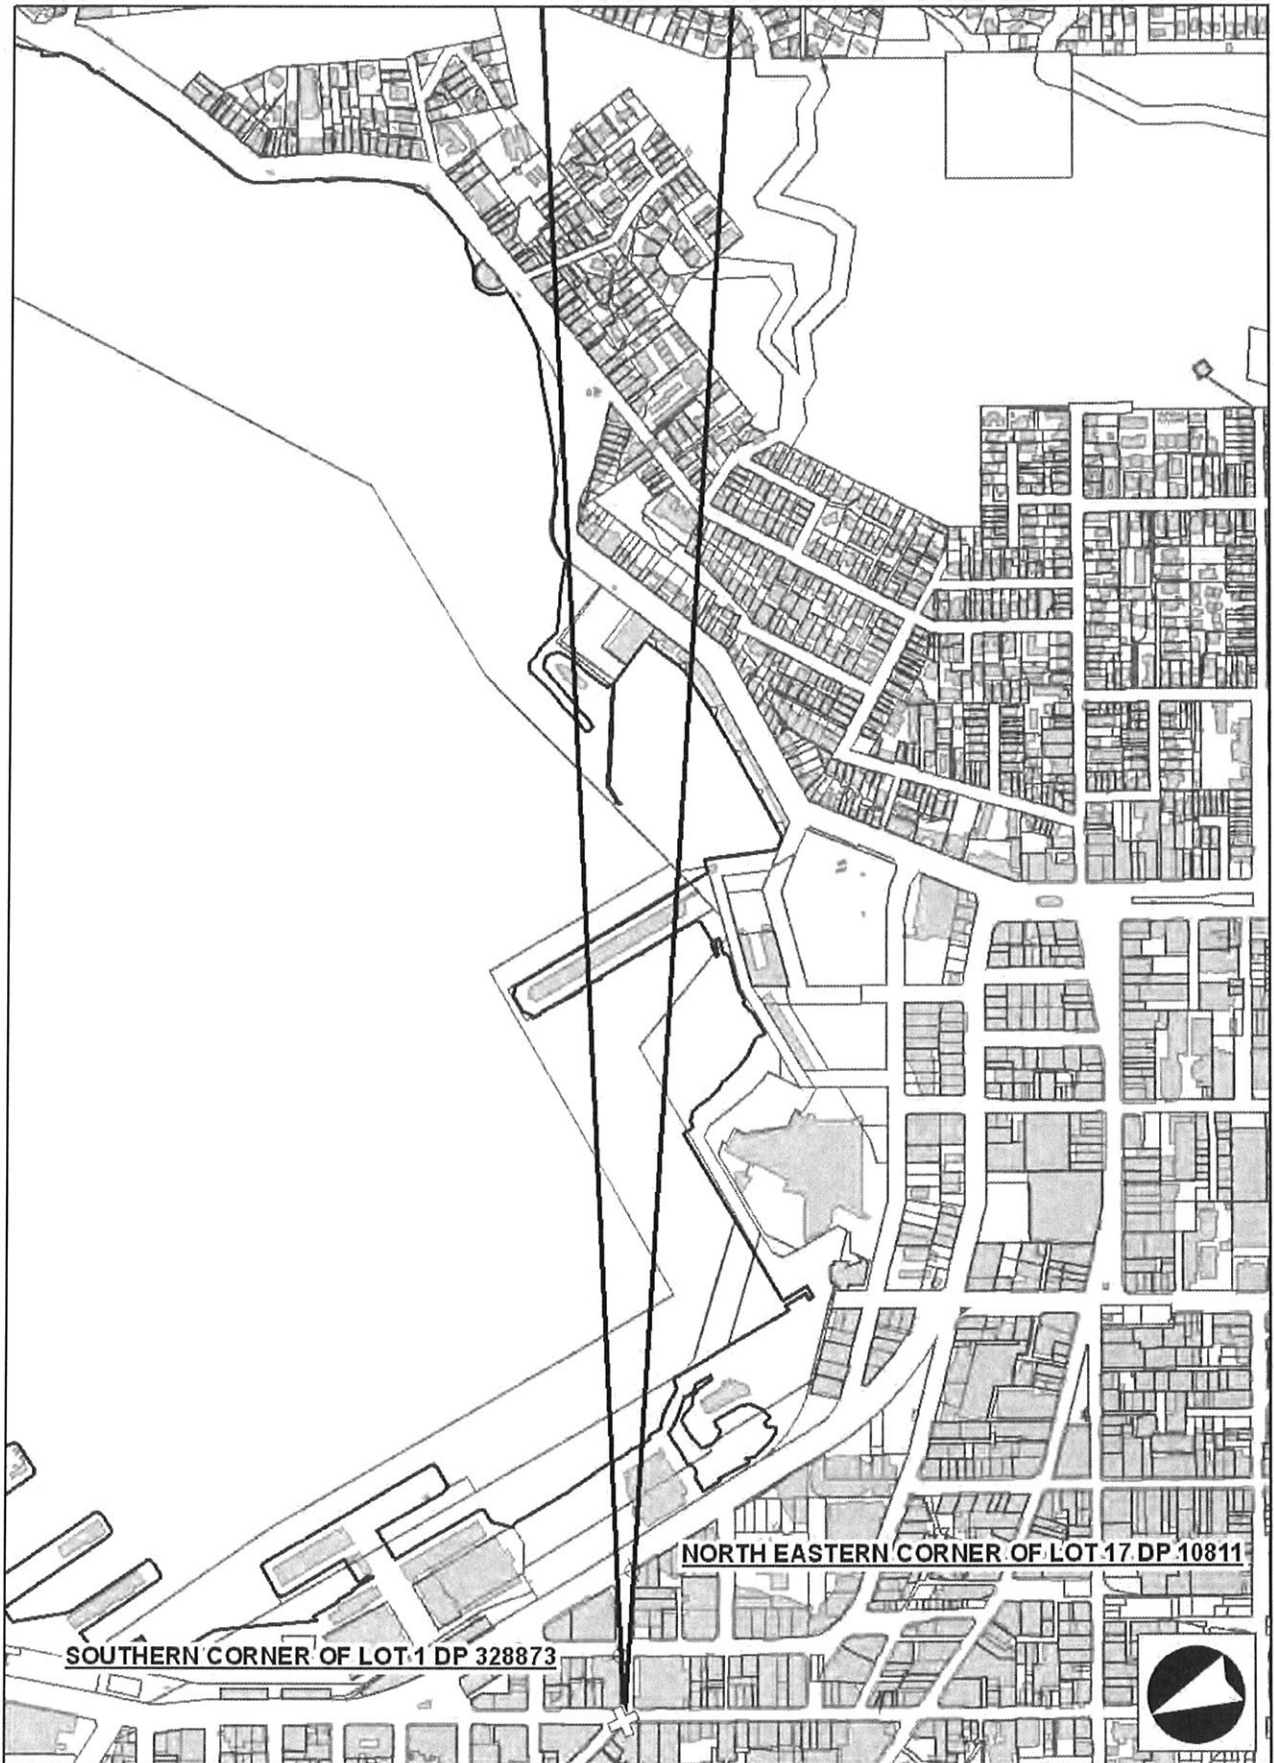 NORTH EASTERN CORNER OF LOT 17 DP 10811
SOUTHERN CORNER OF LOT 1 DP 328873